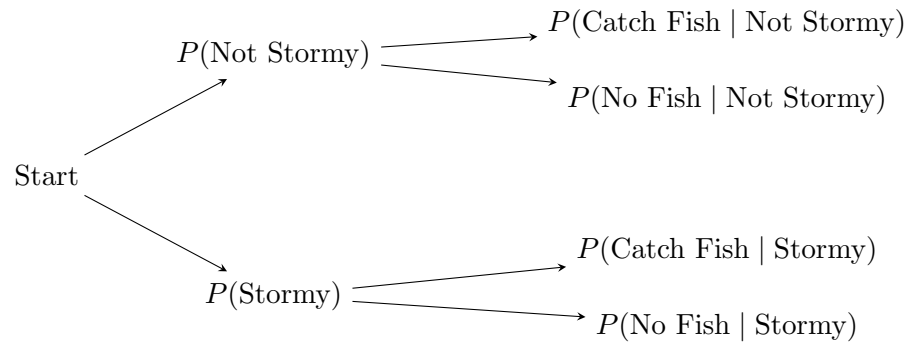 P(Catch Fish | Not Stormy)
P(Not Stormy)
P(No Fish | Not Stormy)
Start
P(Catch Fish | Stormy)
P(Stormy)
P(No Fish | Stormy)